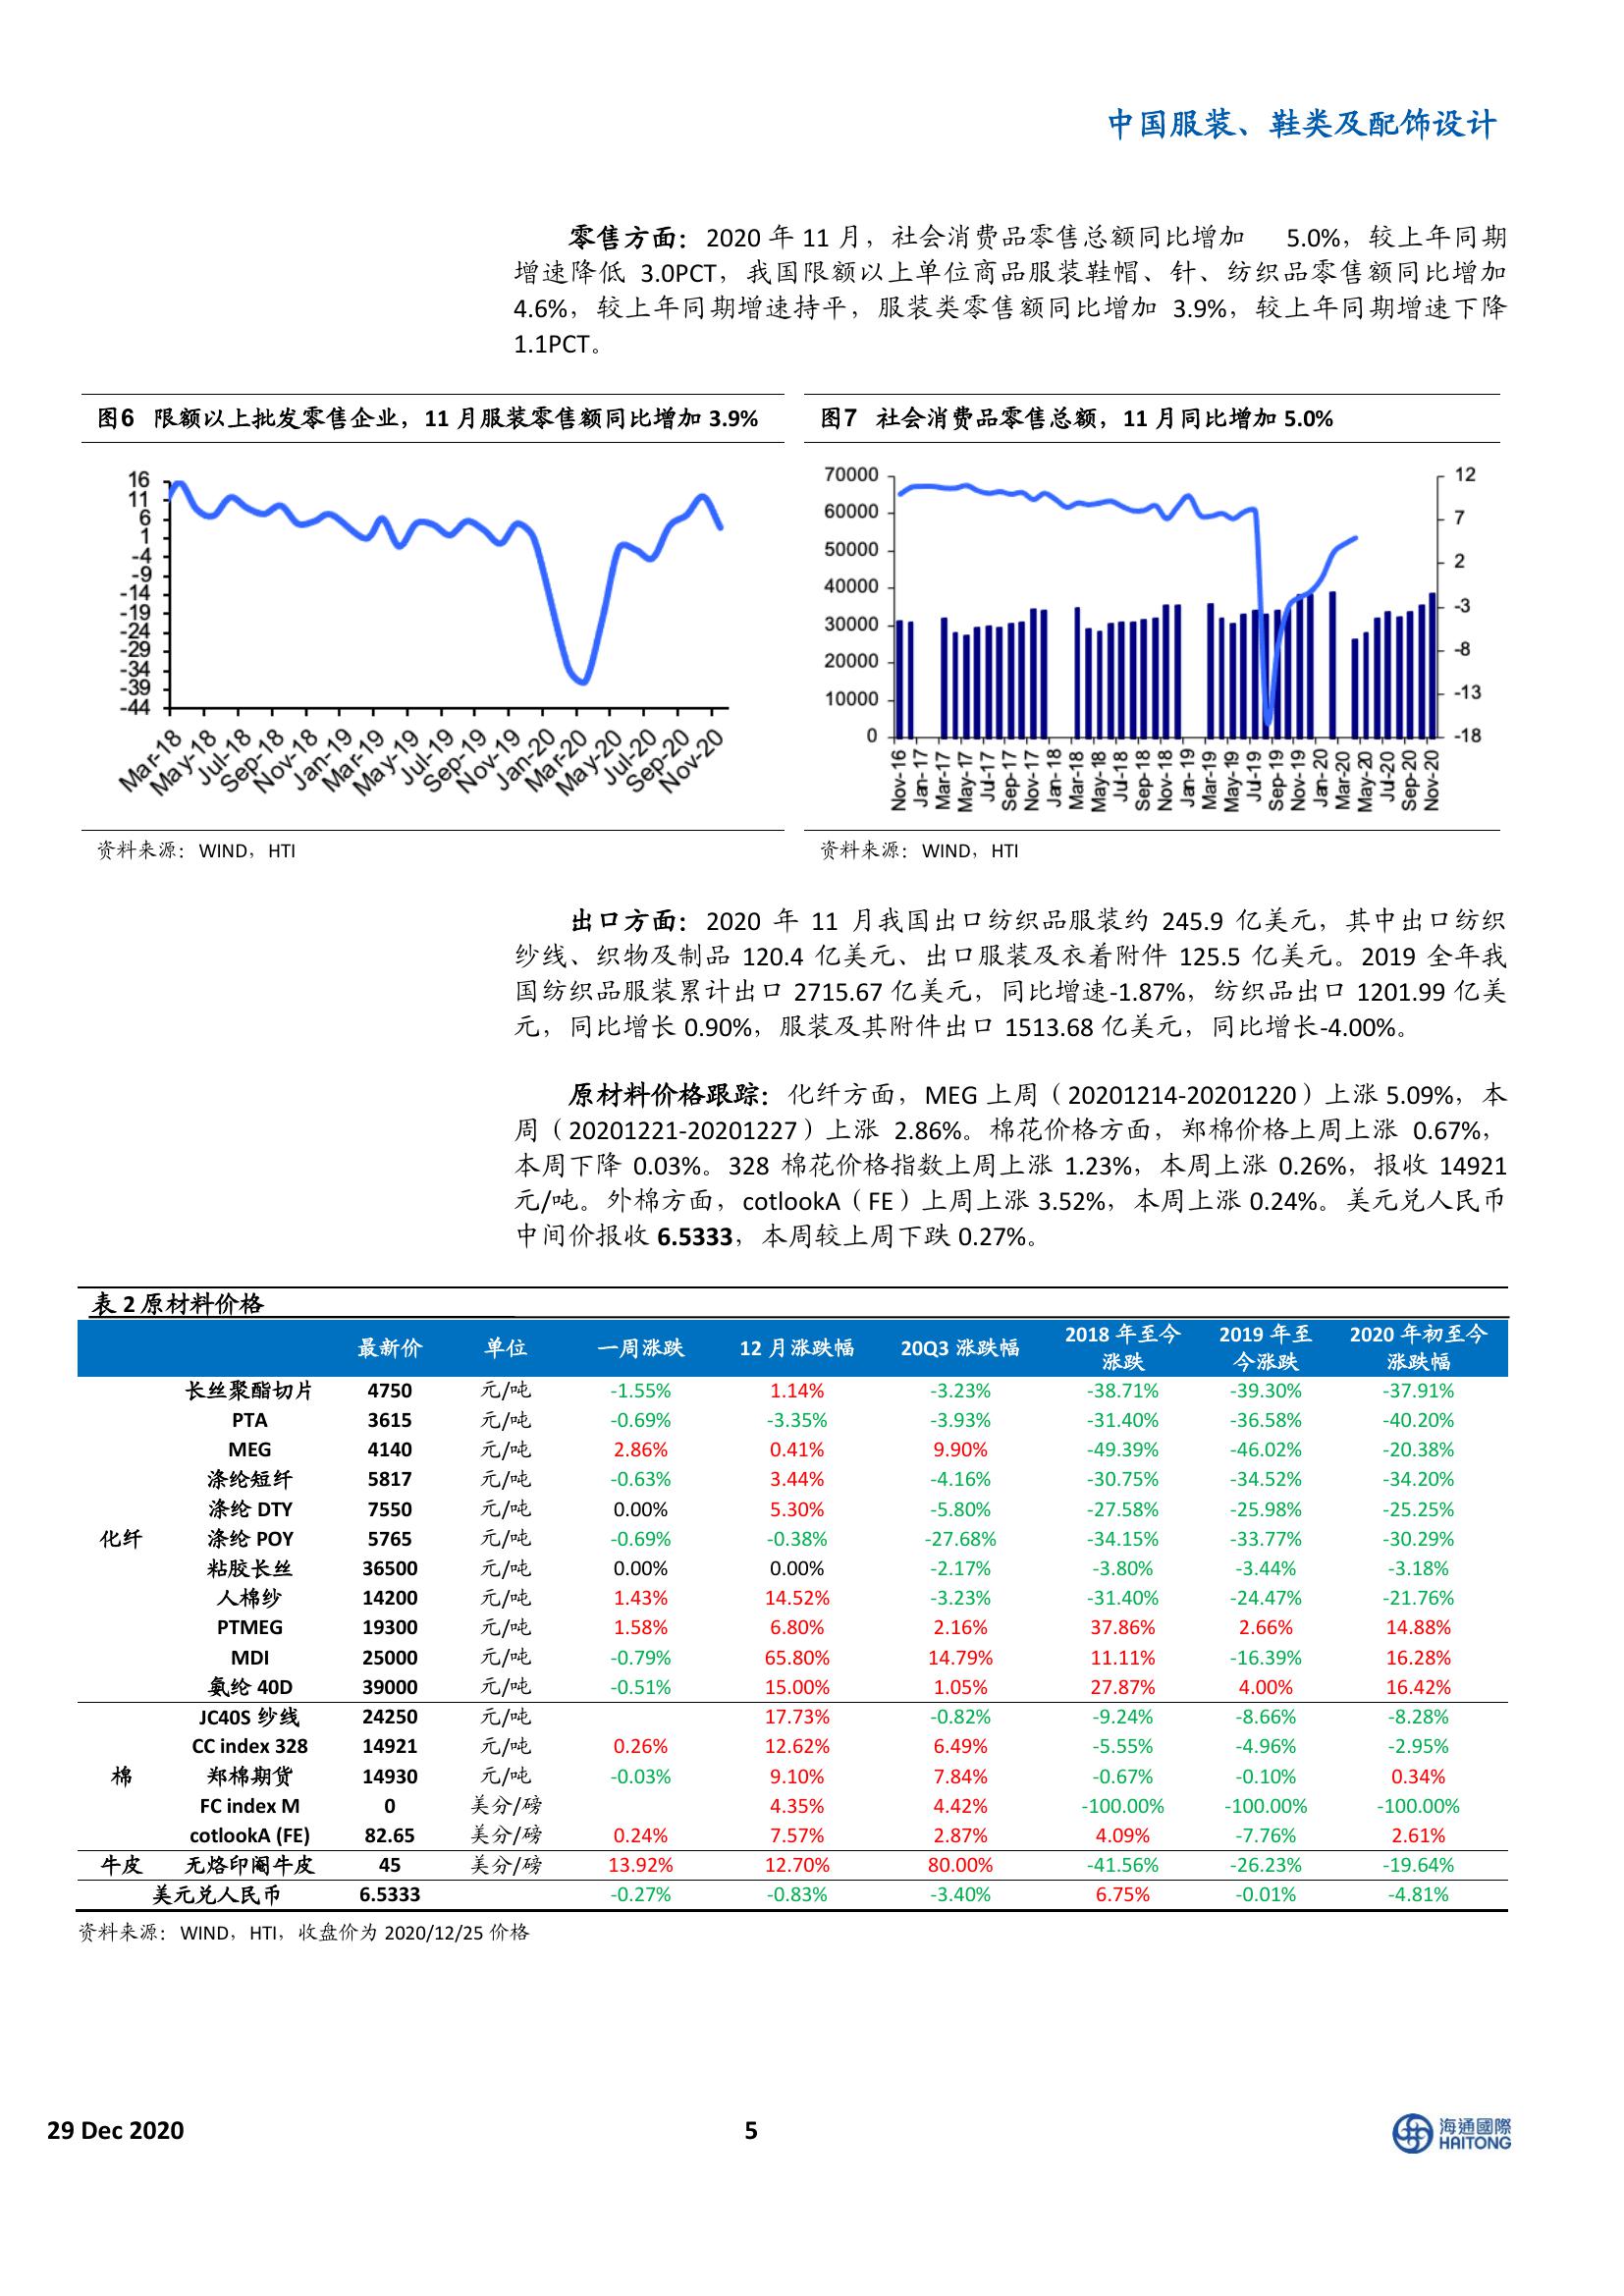 中国服装、鞋类及配饰设计
零售方面：2020 年 11 月，社会消费品零售总额同比增加 5.0%，较上年同期
增速降低 3.0PCT，我国限额以上单位商品服装鞋帽、针、纺织品零售额同比增加
4.6%，较上年同期增速持平，服装类零售额同比增加 3.9%，较上年同期增速下降
1.1PCT。
图6 限额以上批发零售企业，11 月服装零售额同比增加 3.9%
16
11
6
1
-4
-9
-14
-19
-24
-29
-34
-39
-44
Mar-18 May-18 Jul-18 Sep-18 Nov-18 Jan-19 Mar-19 May-19 Jul-19 Sep-19 Nov-19 Jan-20 Mar-20 May-20 Jul-20 Sep-20 Nov-20
资料来源：WIND，HTI
图7 社会消费品零售总额，11 月同比增加 5.0%
70000
60000
50000
40000
30000
20000
10000
0
12
7
2
-3
-8
-13
-18
Nov-16 Jan-17 Mar-17 May-17 Jul-17 Sep-17 Nov-17 Jan-18 Mar-18 May-18 Jul-18 Sep-18 Nov-18 Jan-19 Mar-19 May-19 Jul-19 Sep-19 Nov-19 Jan-20 Mar-20 May-20 Jul-20 Sep-20 Nov-20
资料来源：WIND，HTI
出口方面：2020 年 11 月我国出口纺织品服装约 245.9 亿美元，其中出口纺织
纱线、织物及制品 120.4 亿美元、出口服装及衣着附件 125.5 亿美元。2019 全年我
国纺织品服装累计出口 2715.67 亿美元，同比增速-1.87%，纺织品出口 1201.99 亿美
元，同比增长 0.90%，服装及其附件出口 1513.68 亿美元，同比增长-4.00%。
原材料价格跟踪：化纤方面，MEG 上周（20201214-20201220）上涨 5.09%，本
周（20201221-20201227）上涨 2.86%。棉花价格方面，郑棉价格上周上涨 0.67%，
本周下降 0.03%。328 棉花价格指数上周上涨 1.23%，本周上涨 0.26%，报收 14921
元/吨。外棉方面，cotlookA（FE）上周上涨 3.52%，本周上涨 0.24%。美元兑人民币
中间价报收 6.5333，本周较上周下跌 0.27%。
表 2 原材料价格
最新价 单位 一周涨跌 12 月涨跌幅 20Q3 涨跌幅 2018 年至今涨跌 2019 年至今涨跌 2020 年初至今涨跌幅
长丝聚酯切片 4750 元/吨 -1.55% 1.14% -3.23% -38.71% -39.30% -37.91%
PTA 3615 元/吨 -0.69% -3.35% -3.93% -31.40% -36.58% -40.20%
MEG 4140 元/吨 2.86% 0.41% 9.90% -49.39% -46.02% -20.38%
涤纶短纤 5817 元/吨 -0.63% 3.44% -4.16% -30.75% -34.52% -34.20%
涤纶 DTY 7550 元/吨 0.00% 5.30% -5.80% -27.58% -25.98% -25.25%
化纤 涤纶 POY 5765 元/吨 -0.69% -0.38% -27.68% -34.15% -33.77% -30.29%
粘胶长丝 36500 元/吨 0.00% 0.00% -2.17% -3.80% -3.44% -3.18%
人棉纱 14200 元/吨 1.43% 14.52% -3.23% -31.40% -24.47% -21.76%
PTMEG 19300 元/吨 1.58% 6.80% 2.16% 37.86% 2.66% 14.88%
MDI 25000 元/吨 -0.79% 65.80% 14.79% 11.11% -16.39% 16.28%
氨纶 40D 39000 元/吨 -0.51% 15.00% 1.05% 27.87% 4.00% 16.42%
JC40S 纱线 24250 元/吨 17.73% -0.82% -9.24% -8.66% -8.28%
CC index 328 14921 元/吨 0.26% 12.62% 6.49% -5.55% -4.96% -2.95%
棉 郑棉期货 14930 元/吨 -0.03% 9.10% 7.84% -0.67% -0.10% 0.34%
FC index M 0 美分/磅 4.35% 4.42% -100.00% -100.00% -100.00%
cotlookA (FE) 82.65 美分/磅 0.24% 7.57% 2.87% 4.09% -7.76% 2.61%
牛皮 无烙印阉牛皮 45 美分/磅 13.92% 12.70% 80.00% -41.56% -26.23% -19.64%
美元兑人民币 6.5333 -0.27% -0.83% -3.40% 6.75% -0.01% -4.81%
资料来源：WIND，HTI，收盘价为 2020/12/25 价格
29 Dec 2020
5
海通國際
HAITONG